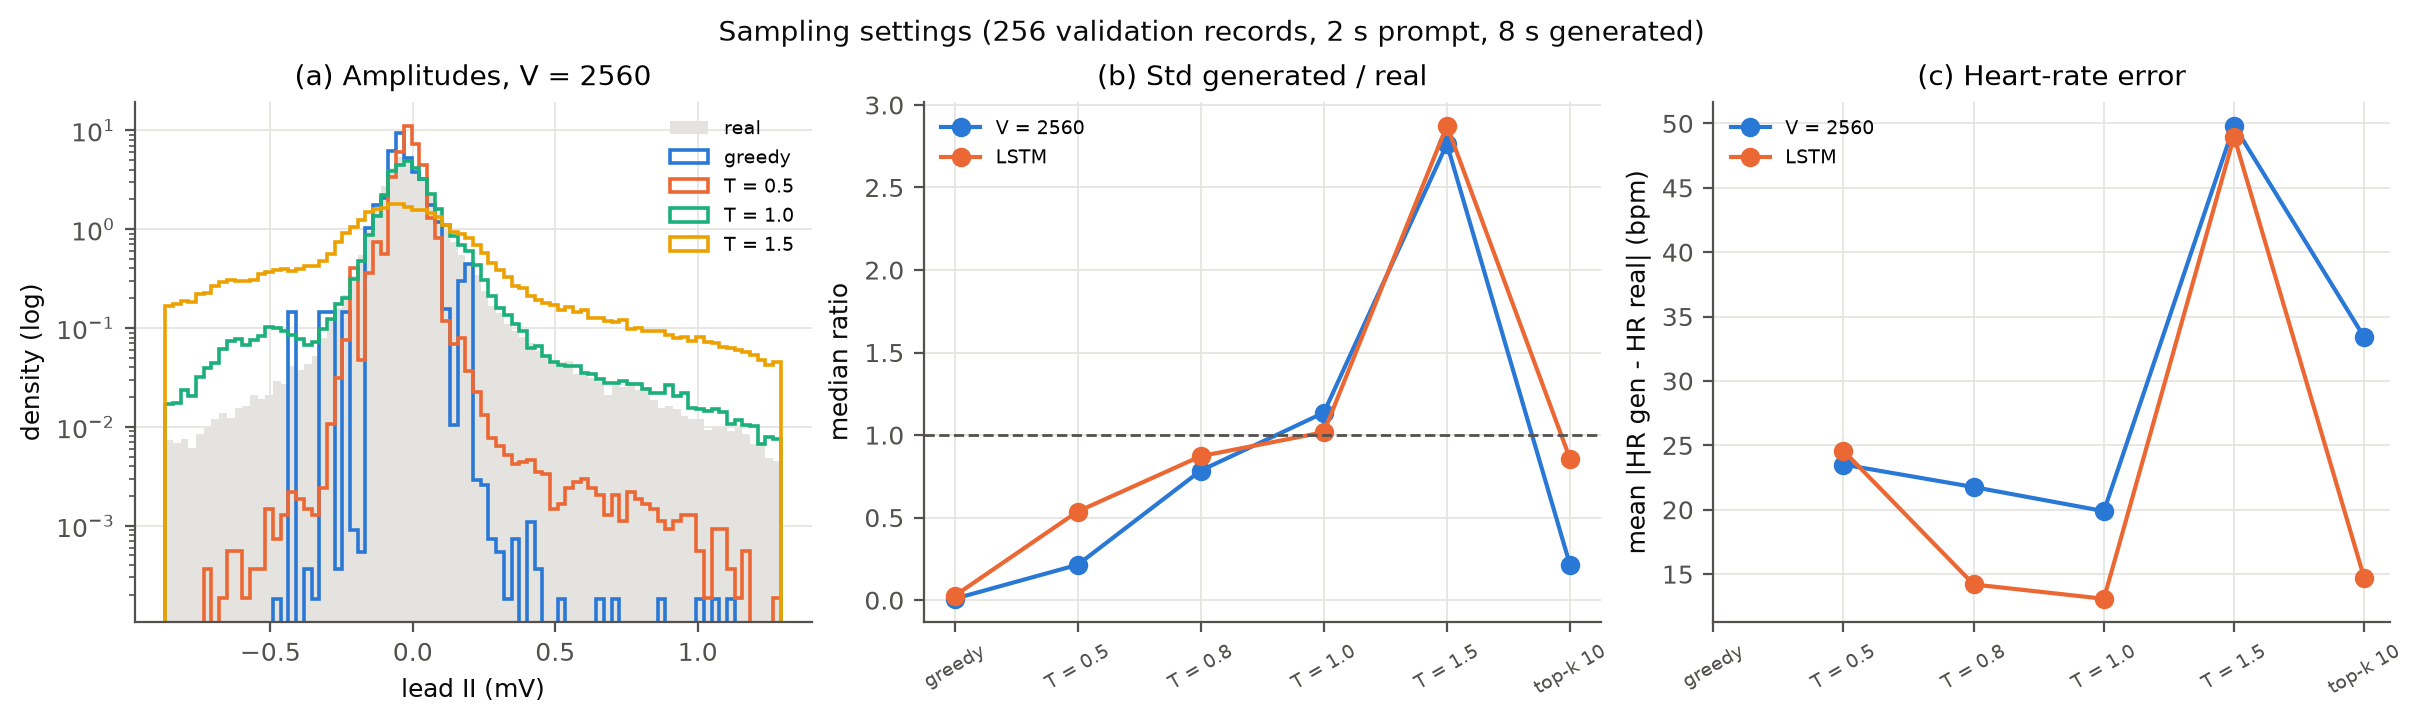 Sampling settings (256 validation records, 2 s prompt, 8 s generated)
(a) Amplitudes, V = 2560
density (log)
10¹
10⁰
10⁻¹
10⁻²
10⁻³
real
greedy
T = 0.5
T = 1.0
T = 1.5
−0.5
0.0
0.5
1.0
lead II (mV)
(b) Std generated / real
median ratio
3.0
2.5
2.0
1.5
1.0
0.5
0.0
V = 2560
LSTM
greedy
T = 0.5
T = 0.8
T = 1.0
T = 1.5
top-k 10
(c) Heart-rate error
mean |HR gen - HR real| (bpm)
50
45
40
35
30
25
20
15
V = 2560
LSTM
greedy
T = 0.5
T = 0.8
T = 1.0
T = 1.5
top-k 10